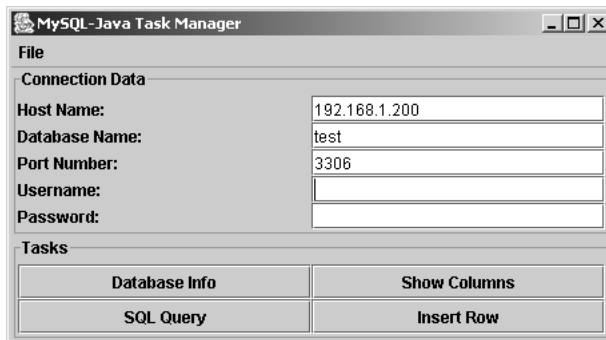 MySQL-Java Task Manager
File
Connection Data
Host Name: 192.168.1.200
Database Name: test
Port Number: 3306
Username:
Password:
Tasks
Database Info Show Columns
SQL Query Insert Row